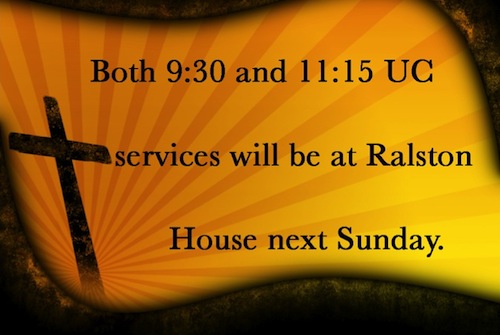 Both 9:30 and 11:15 UC
services will be at Ralston
House next Sunday.